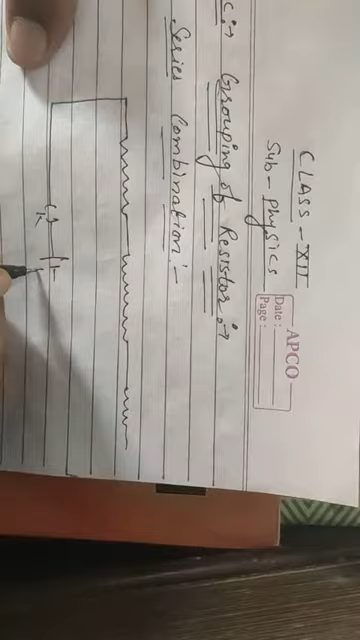 APCO
Date:
Page:
CLASS - XII
Sub - Physics
c:→ Grouping of Resistor :→
Series Combination :-
K
+